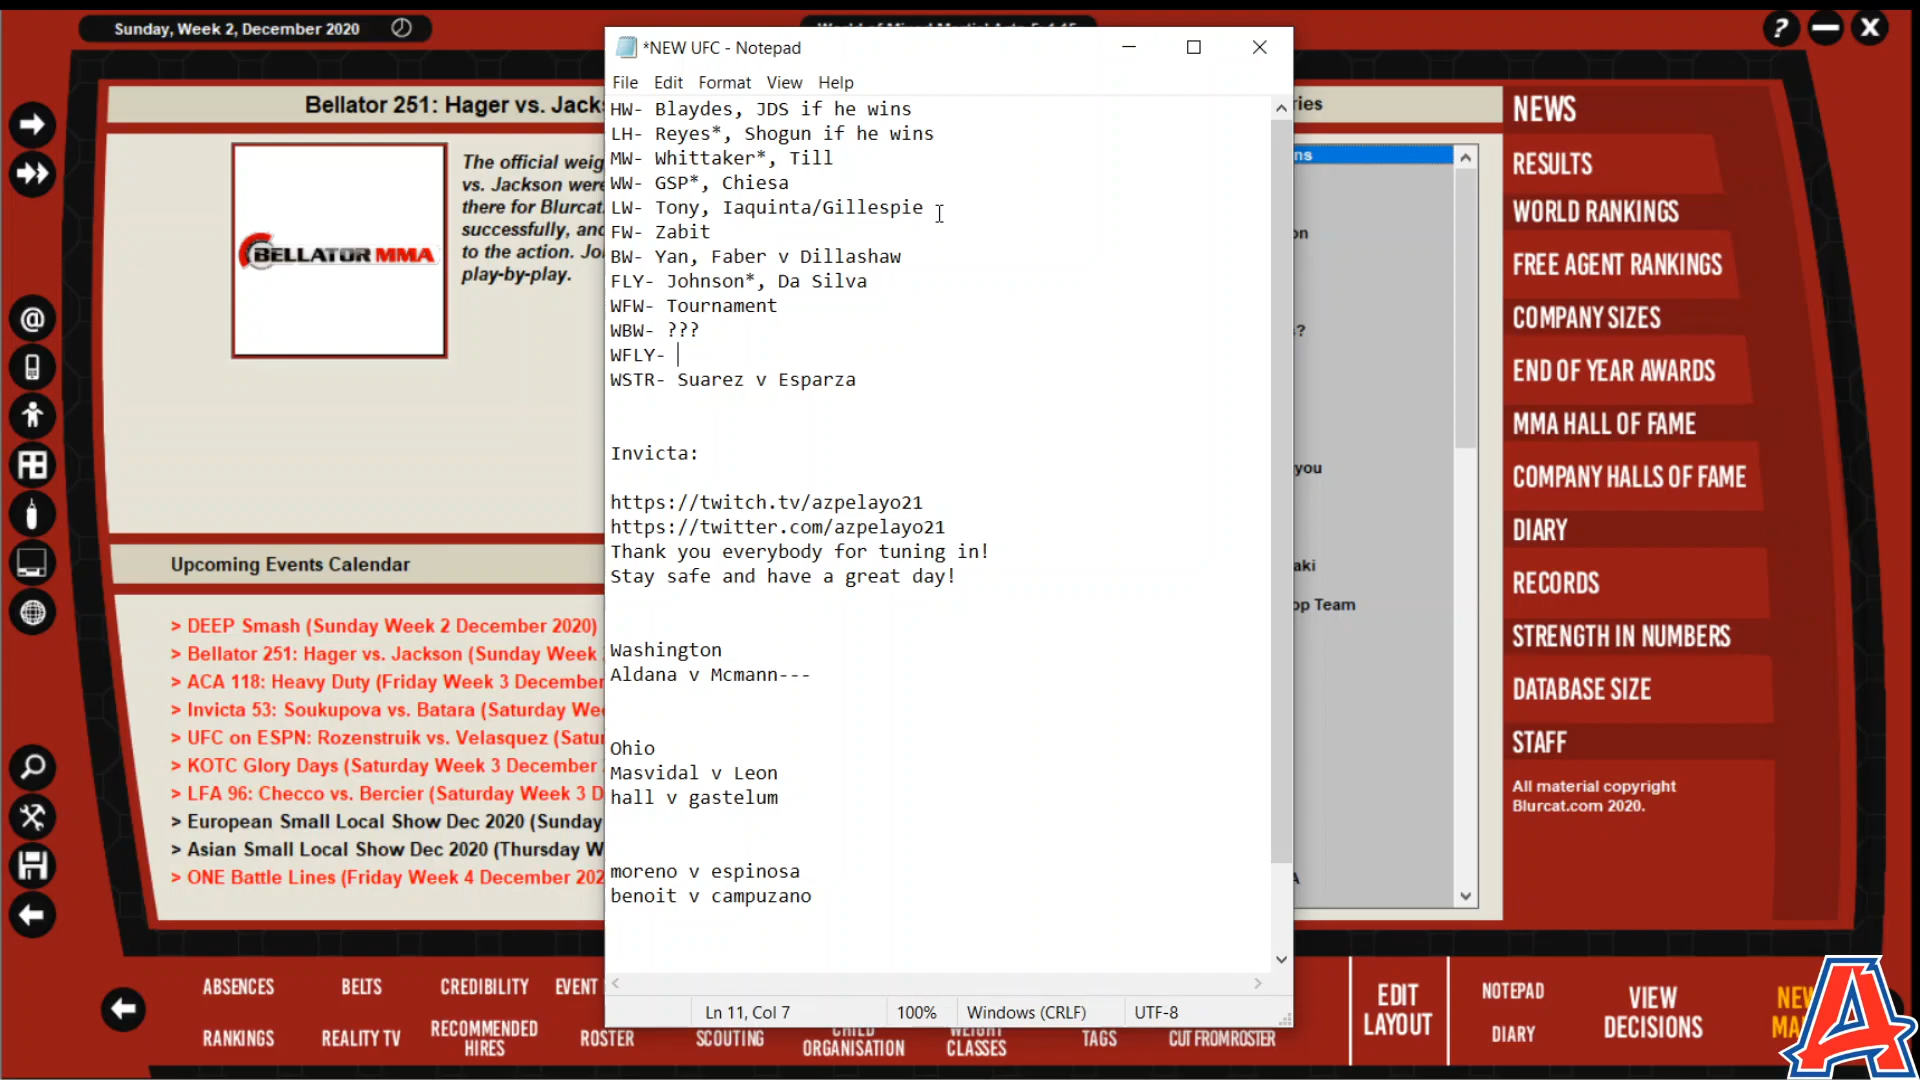 Sunday, Week 2, December 2020
*NEW UFC - Notepad
File Edit Format View Help
HW- Blaydes, JDS if he wins
LH- Reyes*, Shogun if he wins
MW- Whittaker*, Till
WW- GSP*, Chiesa
LW- Tony, Iaquinta/Gillespie
FW- Zabit
BW- Yan, Faber v Dillashaw
FLY- Johnson*, Da Silva
WFW- Tournament
WBW- ???
WFLY-
WSTR- Suarez v Esparza
Invicta:
https://twitch.tv/azpelayo21
https://twitter.com/azpelayo21
Thank you everybody for tuning in!
Stay safe and have a great day!
Washington
Aldana v Mcmann---
Ohio
Masvidal v Leon
hall v gastelum
moreno v espinosa
benoit v campuzano
Ln 11, Col 7
100%
Windows (CRLF)
UTF-8
Bellator 251: Hager vs. Jack
BELLATOR MMA
The official weig
vs. Jackson were
there for Blurcat.
successfully, and
to the action. Jo
play-by-play.
Upcoming Events Calendar
> DEEP Smash (Sunday Week 2 December 2020)
> Bellator 251: Hager vs. Jackson (Sunday Week
> ACA 118: Heavy Duty (Friday Week 3 December
> Invicta 53: Soukupova vs. Batara (Saturday We
> UFC on ESPN: Rozenstruik vs. Velasquez (Satu
> KOTC Glory Days (Saturday Week 3 December
> LFA 96: Checco vs. Bercier (Saturday Week 3 D
> European Small Local Show Dec 2020 (Sunday
> Asian Small Local Show Dec 2020 (Thursday W
> ONE Battle Lines (Friday Week 4 December 202
ries
ns
on
s?
you
aki
op Team
A
NEWS
RESULTS
WORLD RANKINGS
FREE AGENT RANKINGS
COMPANY SIZES
END OF YEAR AWARDS
MMA HALL OF FAME
COMPANY HALLS OF FAME
DIARY
RECORDS
STRENGTH IN NUMBERS
DATABASE SIZE
STAFF
All material copyright
Blurcat.com 2020.
ABSENCES BELTS CREDIBILITY EVENT
RANKINGS REALITY TV RECOMMENDED HIRES ROSTER SCOUTING CHILD ORGANISATION WEIGHT CLASSES TAGS CUT FROM ROSTER
EDIT LAYOUT
NOTEPAD
DIARY
VIEW DECISIONS
NEW
MA
A